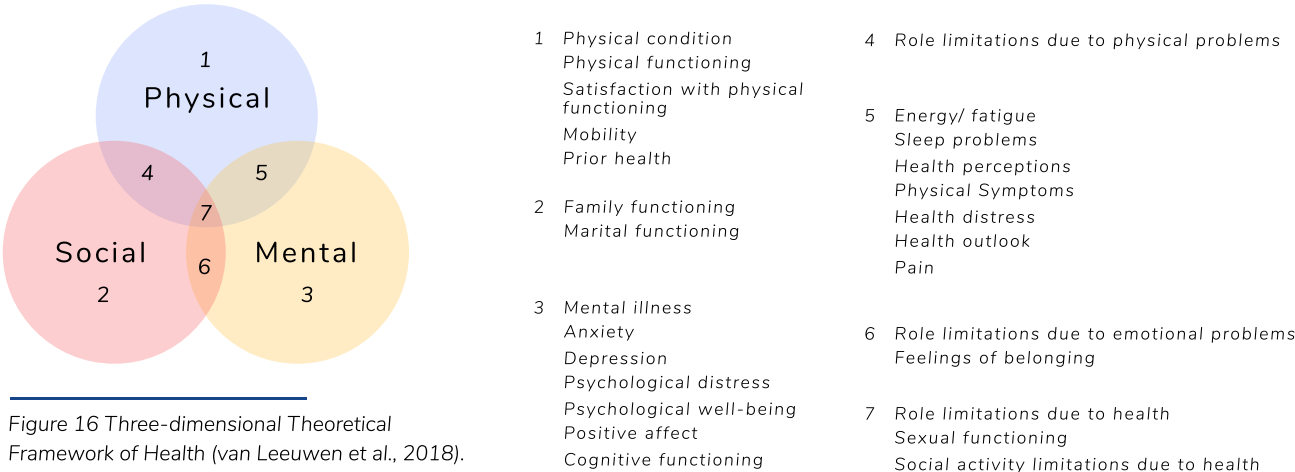 1
Physical
4
5
7
Social
Mental
6
2
3
Figure 16 Three-dimensional Theoretical
Framework of Health (van Leeuwen et al., 2018).
1 Physical condition
Physical functioning
Satisfaction with physical
functioning
Mobility
Prior health
2 Family functioning
Marital functioning
3 Mental illness
Anxiety
Depression
Psychological distress
Psychological well-being
Positive affect
Cognitive functioning
4 Role limitations due to physical problems
5 Energy/ fatigue
Sleep problems
Health perceptions
Physical Symptoms
Health distress
Health outlook
Pain
6 Role limitations due to emotional problems
Feelings of belonging
7 Role limitations due to health
Sexual functioning
Social activity limitations due to health